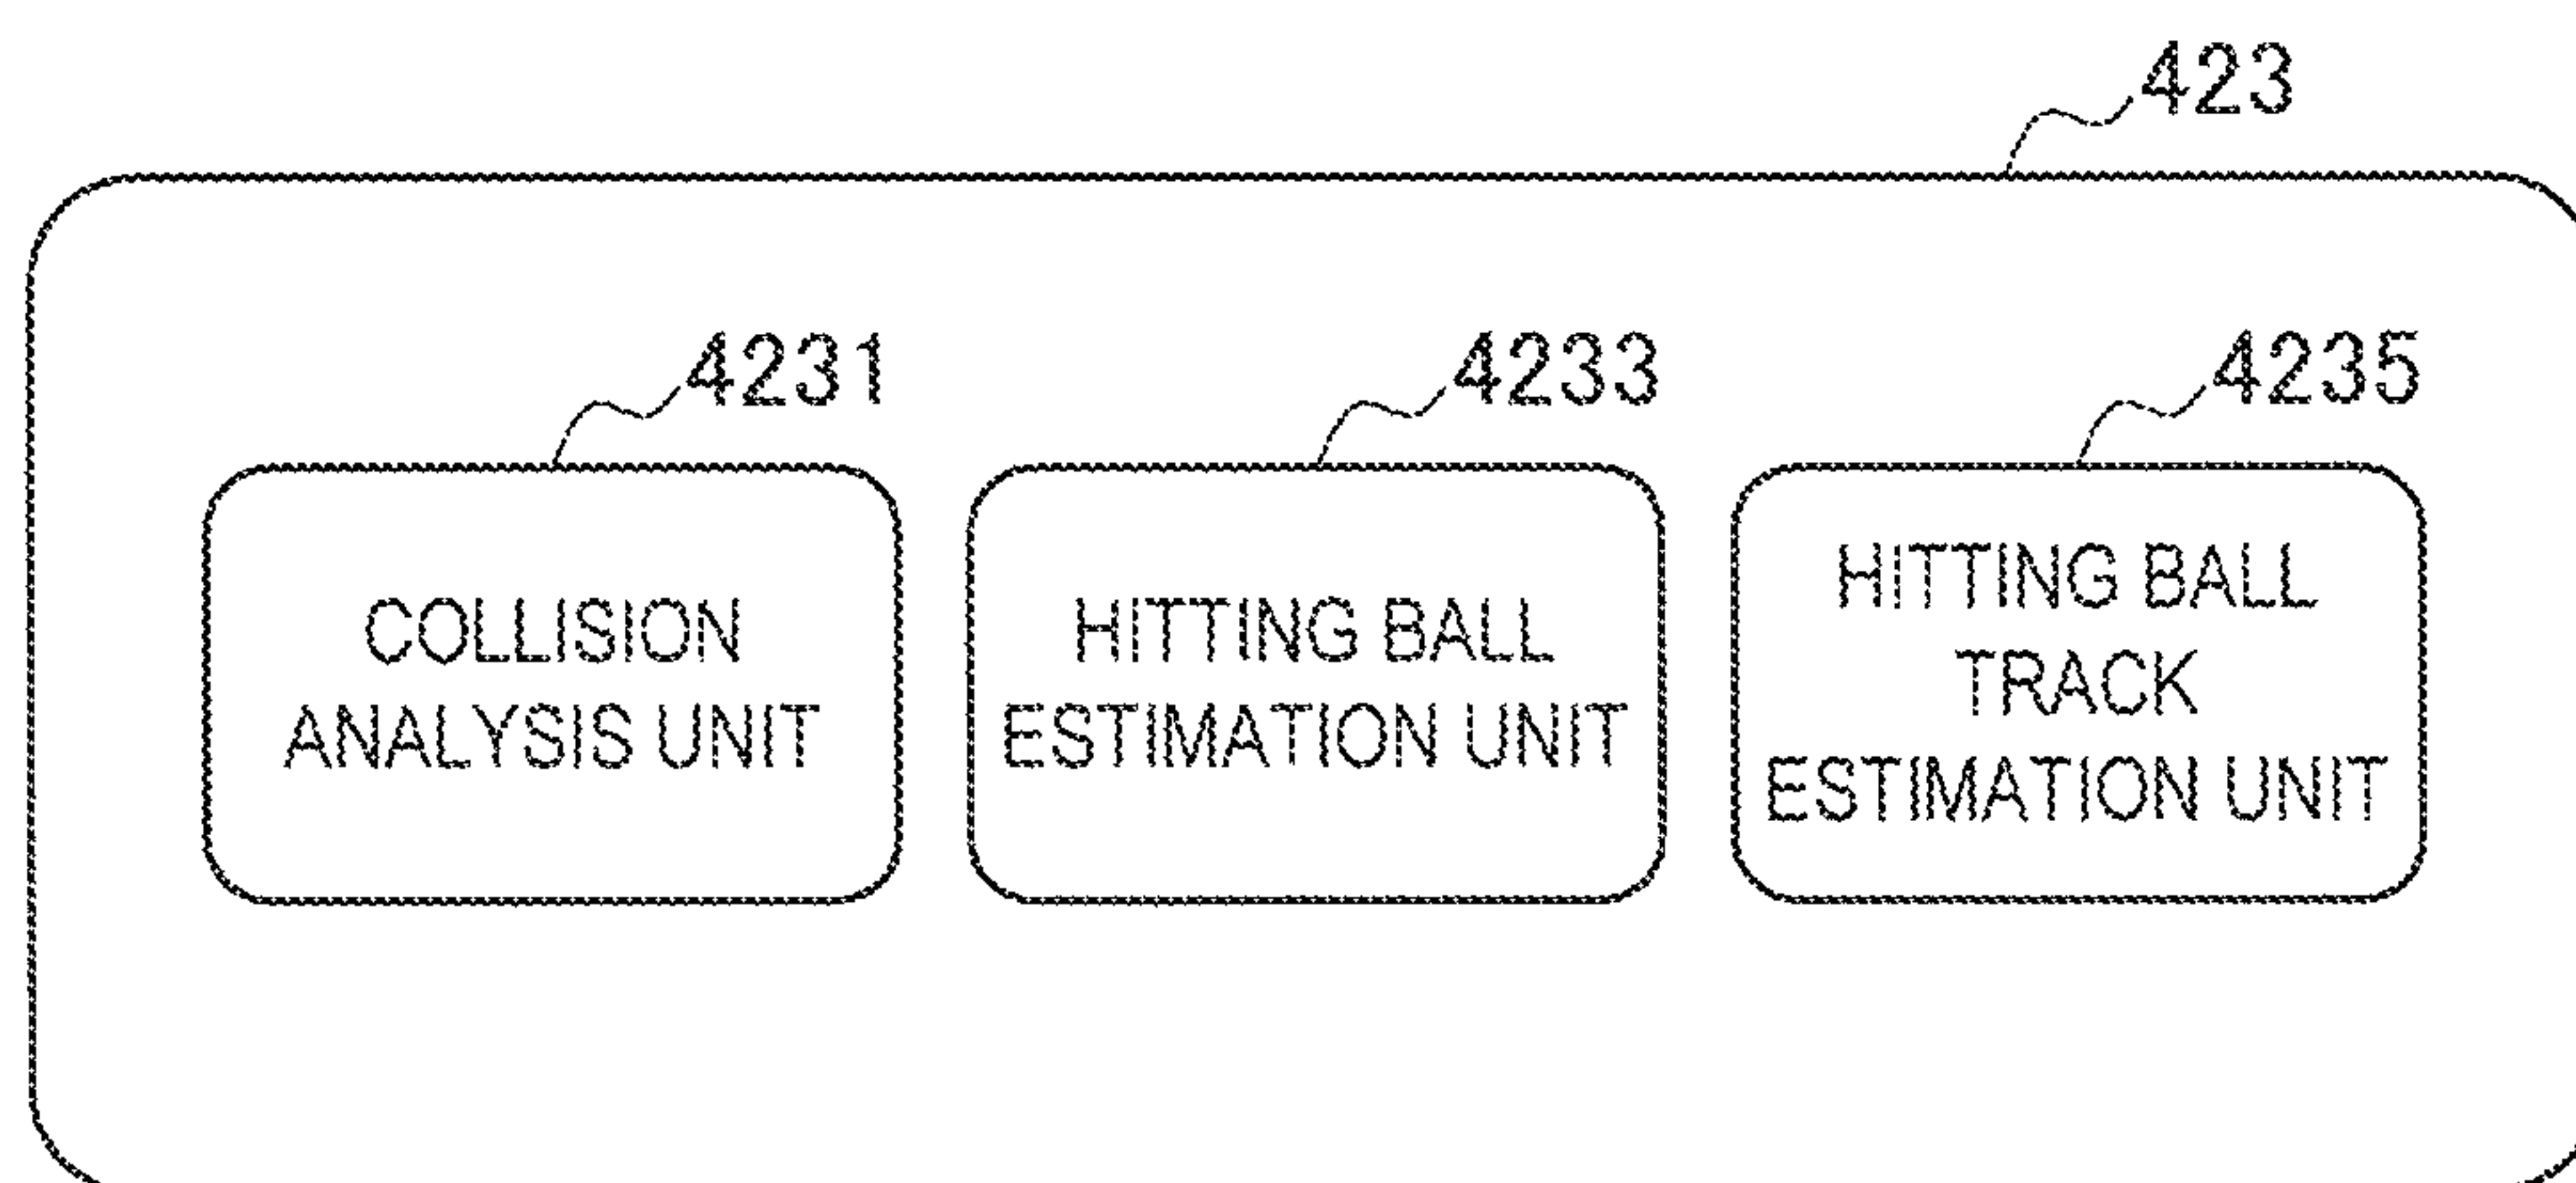 423
4231
4233
4235
COLLISION
ANALYSIS UNIT
HITTING BALL
ESTIMATION UNIT
HITTING BALL
TRACK
ESTIMATION UNIT